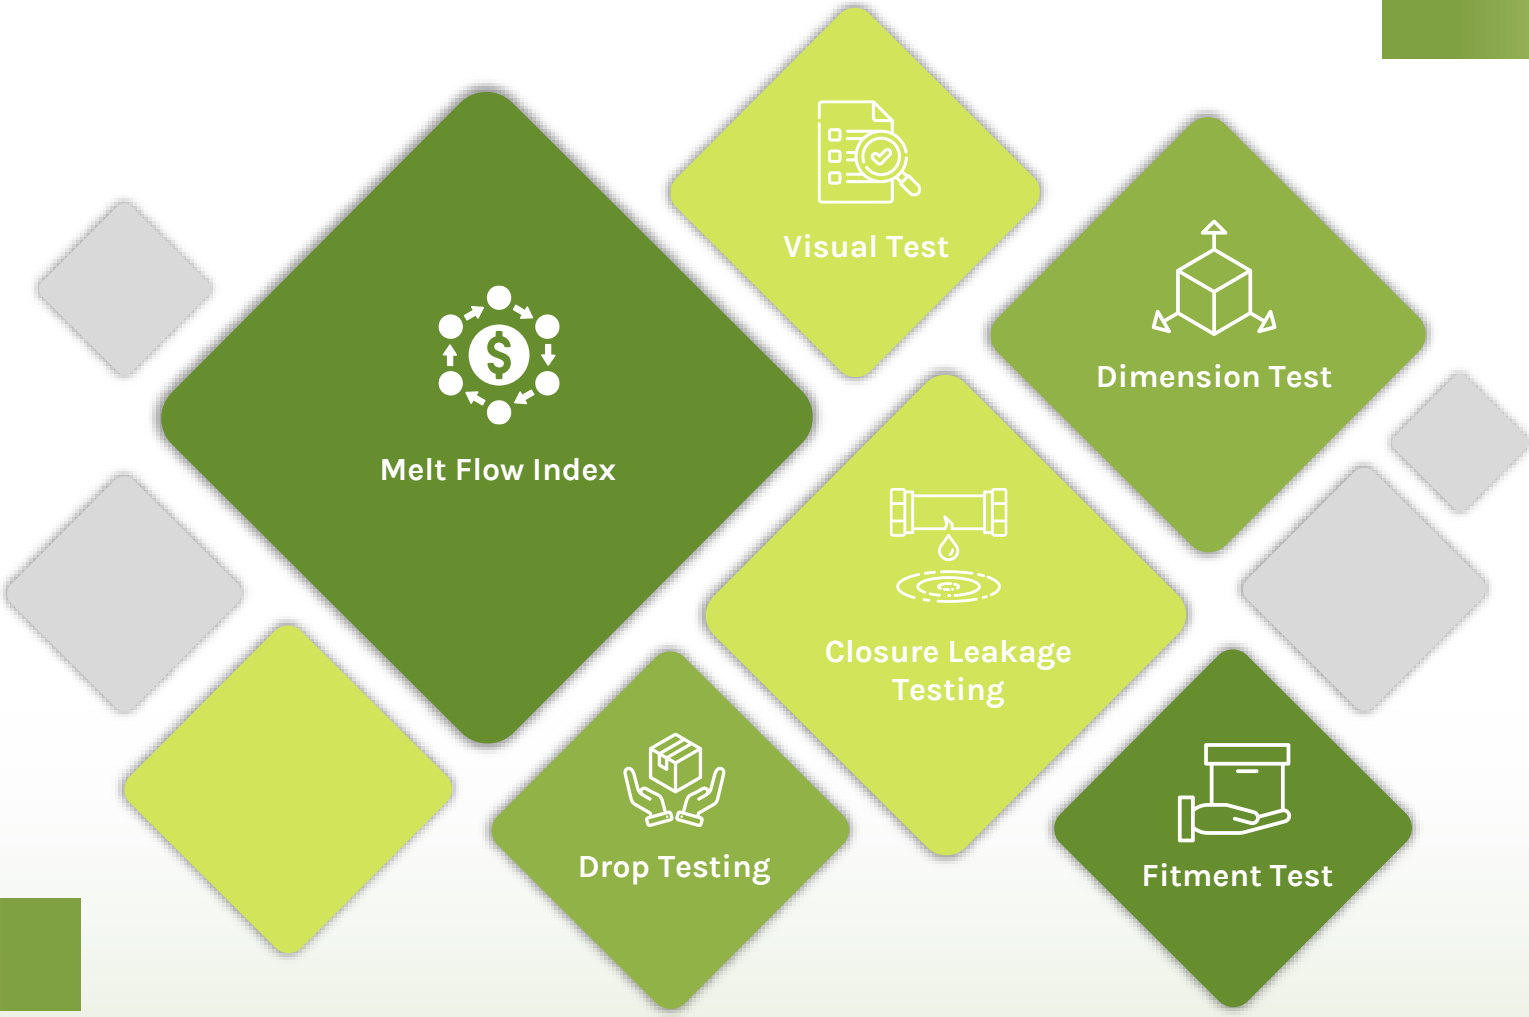 Visual Test
Dimension Test
Melt Flow Index
Closure Leakage
Testing
Drop Testing
Fitment Test